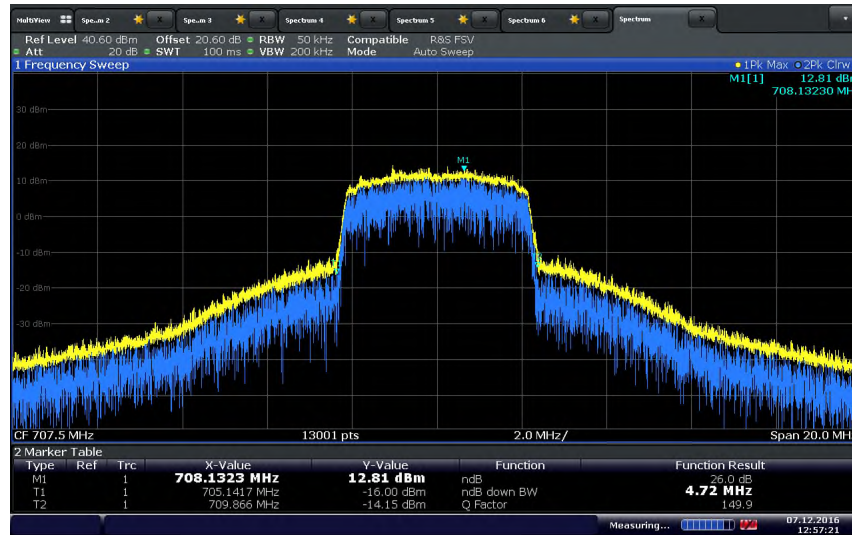 MultiView Spe..m 2 X Spe..m 3 X Spectrum 4 X Spectrum 5 X Spectrum 6 X Spectrum X
Ref Level 40.60 dBm Offset 20.60 dB RBW 50 kHz Compatible R&S FSV
Att 20 dB SWT 100 ms VBW 200 kHz Mode Auto Sweep
1 Frequency Sweep 1Pk Max 2Pk Clrw
M1[1] 12.81 dB
708.13230 MH
30 dBm
20 dBm
M1
10 dBm
0 dBm
-10 dBm
-20 dBm
-30 dBm
CF 707.5 MHz 13001 pts 2.0 MHz/ Span 20.0 MH
2 Marker Table
Type Ref Trc X-Value Y-Value Function Function Result
M1 1 708.1323 MHz 12.81 dBm ndB 26.0 dB
T1 1 705.1417 MHz -16.00 dBm ndB down BW 4.72 MHz
T2 1 709.866 MHz -14.15 dBm Q Factor 149.9
Measuring... 07.12.2016
12:57:21